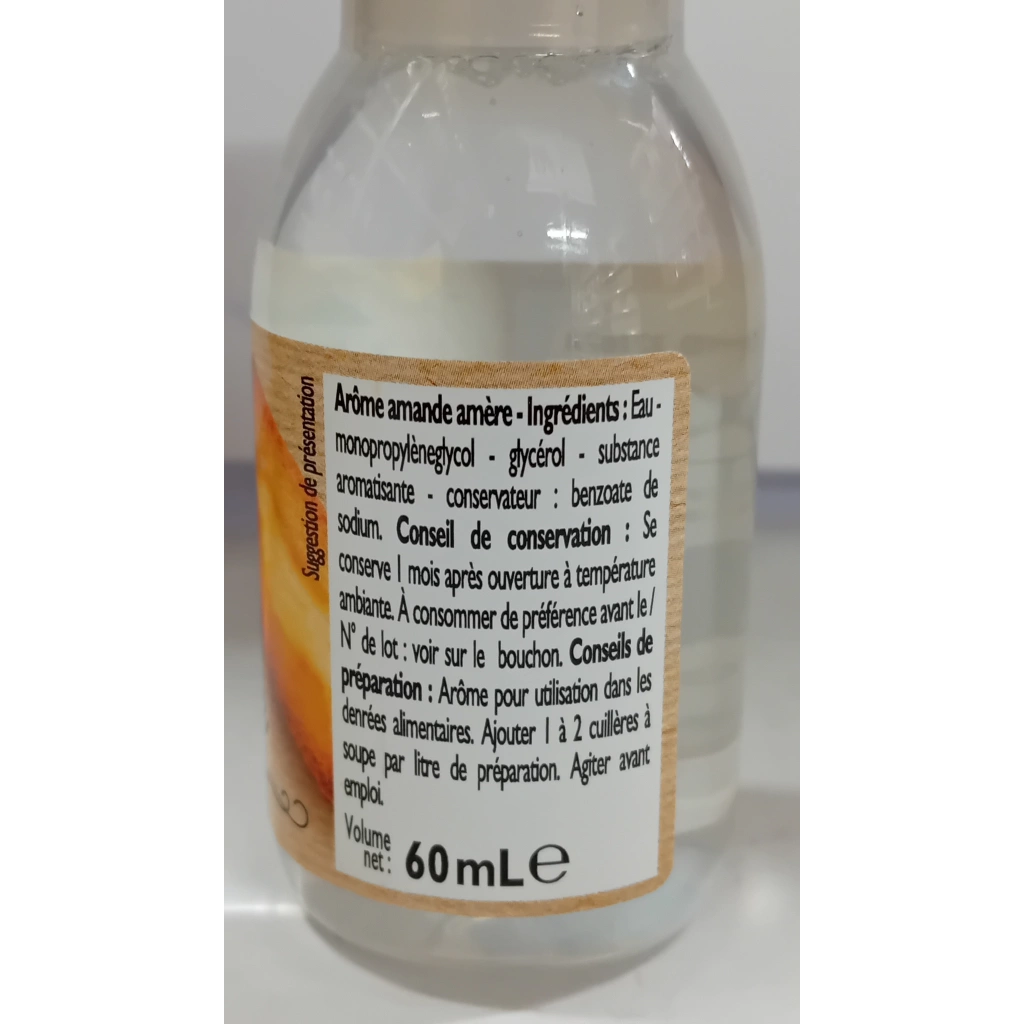 Suggestion de présentation
Arôme amande amère - Ingrédients : Eau -
monopropylèneglycol - glycérol - substance
aromatisante - conservateur : benzoate de
sodium. Conseil de conservation : Se
conserve 1 mois après ouverture à température
ambiante. À consommer de préférence avant le /
N° de lot : voir sur le bouchon. Conseils de
préparation : Arôme pour utilisation dans les
denrées alimentaires. Ajouter 1 à 2 cuillères à
soupe par litre de préparation. Agiter avant
emploi.
Volume
net : 60 mL ℮